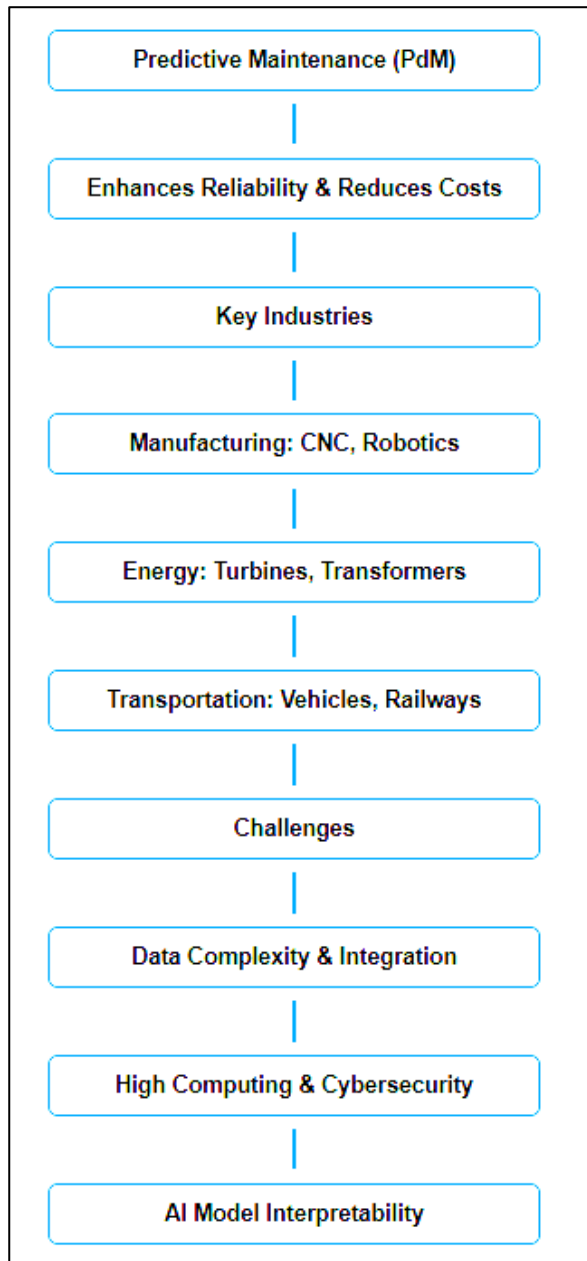 Predictive Maintenance (PdM)
Enhances Reliability & Reduces Costs
Key Industries
Manufacturing: CNC, Robotics
Energy: Turbines, Transformers
Transportation: Vehicles, Railways
Challenges
Data Complexity & Integration
High Computing & Cybersecurity
AI Model Interpretability